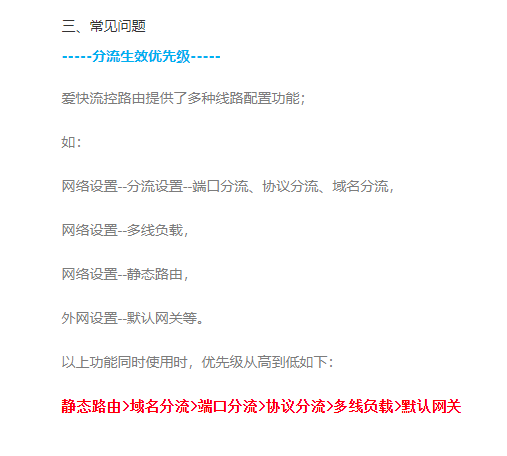 三、常见问题
-----分流生效优先级-----
爱快流控路由提供了多种线路配置功能；
如：
网络设置--分流设置--端口分流、协议分流、域名分流，
网络设置--多线负载，
网络设置--静态路由，
外网设置--默认网关等。
以上功能同时使用时，优先级从高到低如下：
静态路由>域名分流>端口分流>协议分流>多线负载>默认网关